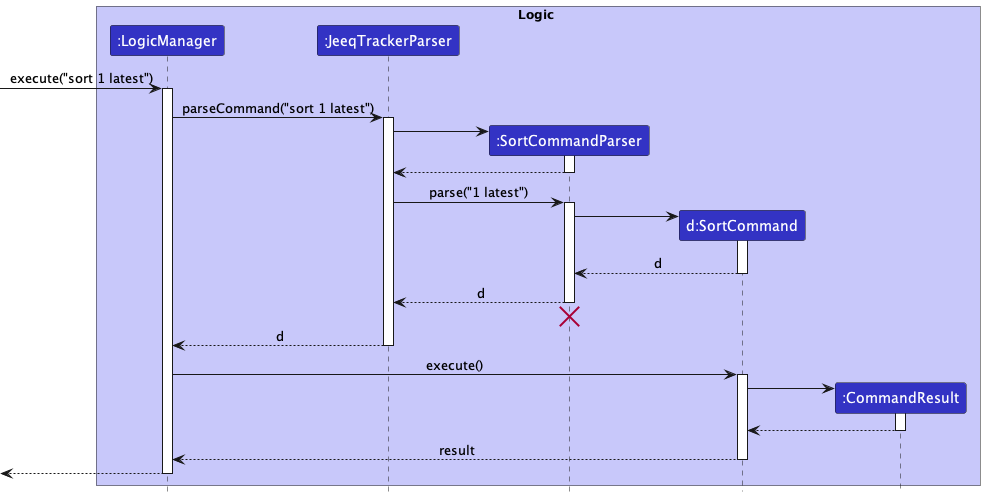 Logic
:LogicManager
:JeeqTrackerParser
execute("sort 1 latest")
parseCommand("sort 1 latest")
:SortCommandParser
parse("1 latest")
d:SortCommand
d
d
d
execute()
:CommandResult
result